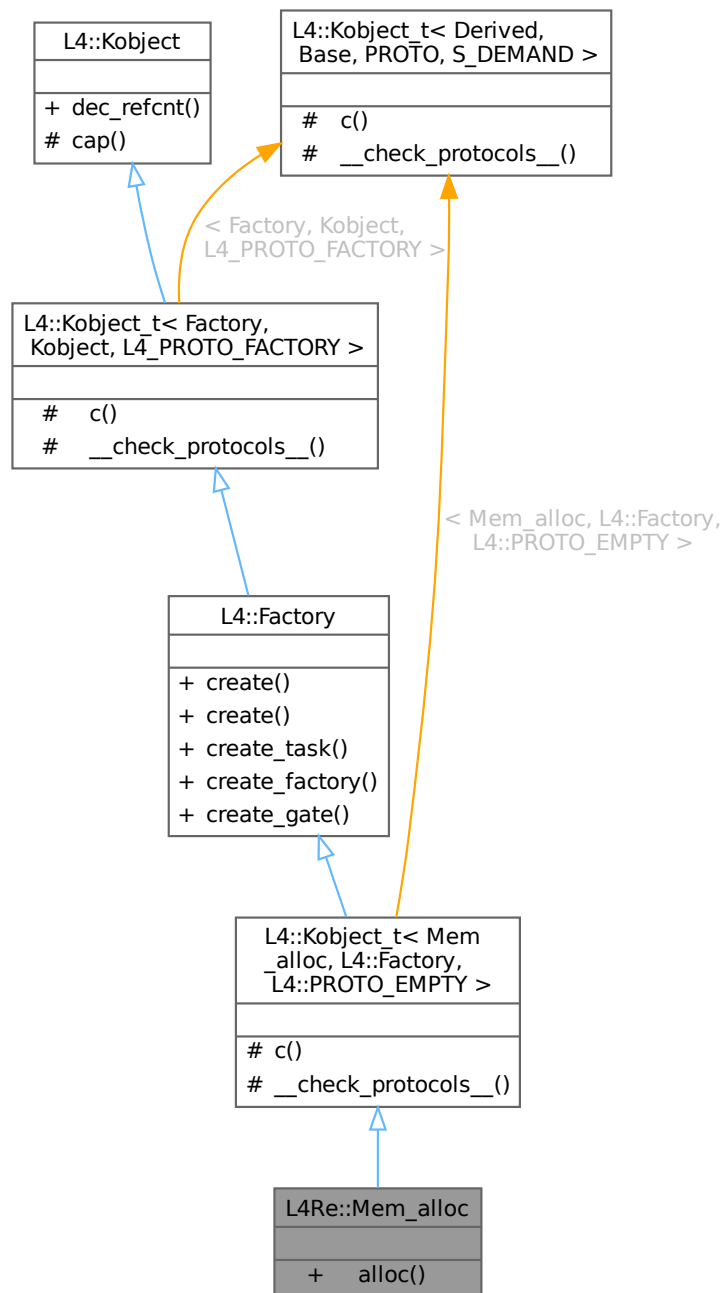 L4::Kobject
+ dec_refcnt()
# cap()
L4::Kobject_t< Derived,
Base, PROTO, S_DEMAND >
# c()
# __check_protocols__()
< Factory, Kobject,
L4_PROTO_FACTORY >
L4::Kobject_t< Factory,
Kobject, L4_PROTO_FACTORY >
# c()
# __check_protocols__()
< Mem_alloc, L4::Factory,
L4::PROTO_EMPTY >
L4::Factory
+ create()
+ create()
+ create_task()
+ create_factory()
+ create_gate()
L4::Kobject_t< Mem
_alloc, L4::Factory,
L4::PROTO_EMPTY >
# c()
# __check_protocols__()
L4Re::Mem_alloc
+ alloc()